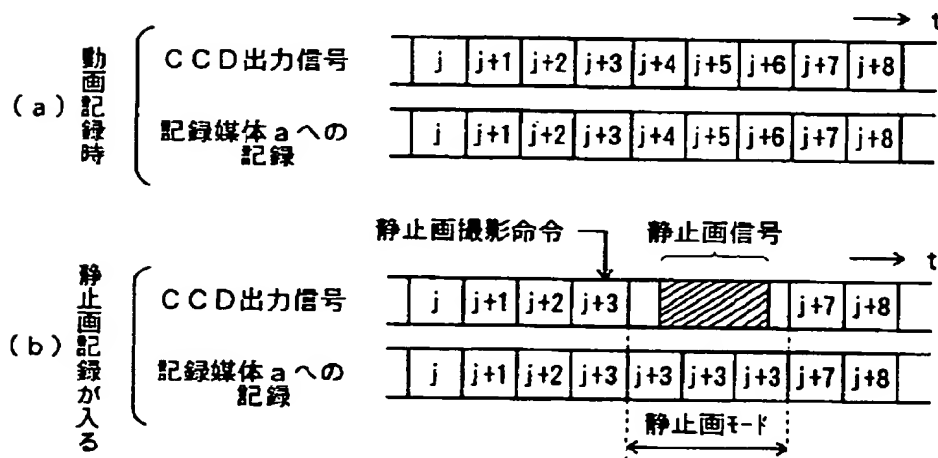 t
動画記録時
(a)
CCD出力信号
j j+1 j+2 j+3 j+4 j+5 j+6 j+7 j+8
記録媒体aへの
記録
j j+1 j+2 j+3 j+4 j+5 j+6 j+7 j+8
静止画撮影命令
静止画信号
t
静止画記録が入る
(b)
CCD出力信号
j j+1 j+2 j+3 j+7 j+8
記録媒体aへの
記録
j j+1 j+2 j+3 j+3 j+3 j+3 j+7 j+8
静止画モード